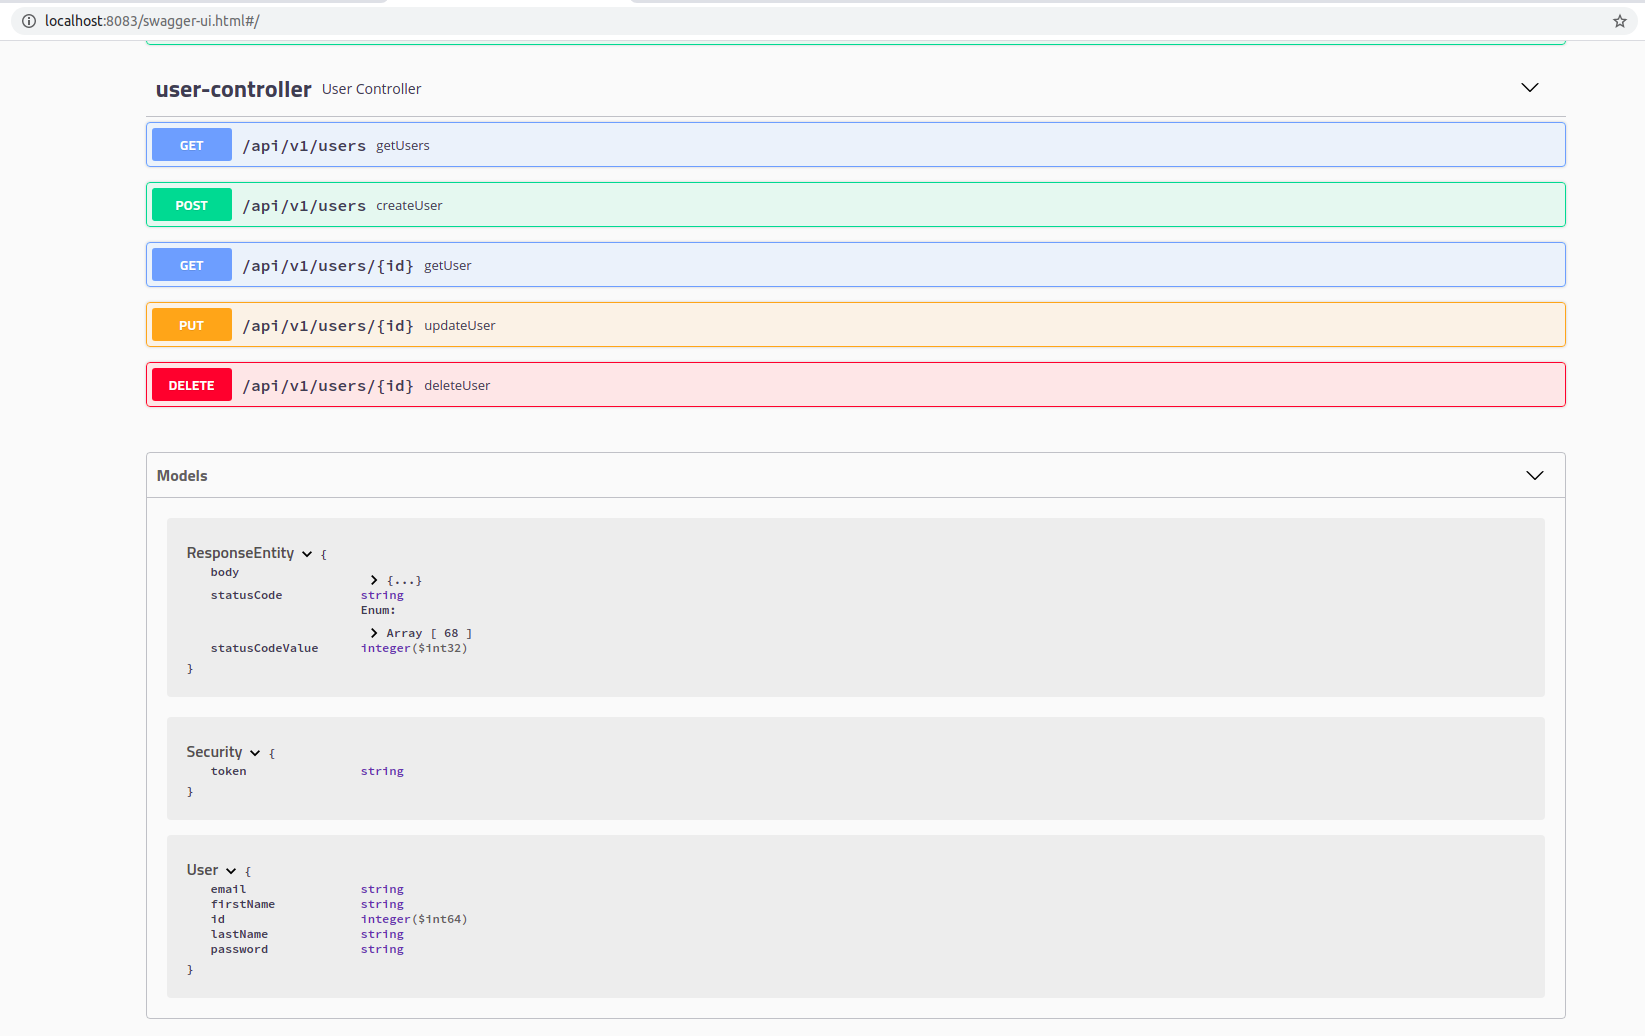 localhost:8083/swagger-ui.html#/
user-controller User Controller
GET /api/v1/users getUsers
POST /api/v1/users createUser
GET /api/v1/users/{id} getUser
PUT /api/v1/users/{id} updateUser
DELETE /api/v1/users/{id} deleteUser
Models
ResponseEntity {
body {...}
statusCode string
Enum:
Array [ 68 ]
statusCodeValue integer($int32)
}
Security {
token string
}
User {
email string
firstName string
id integer($int64)
lastName string
password string
}